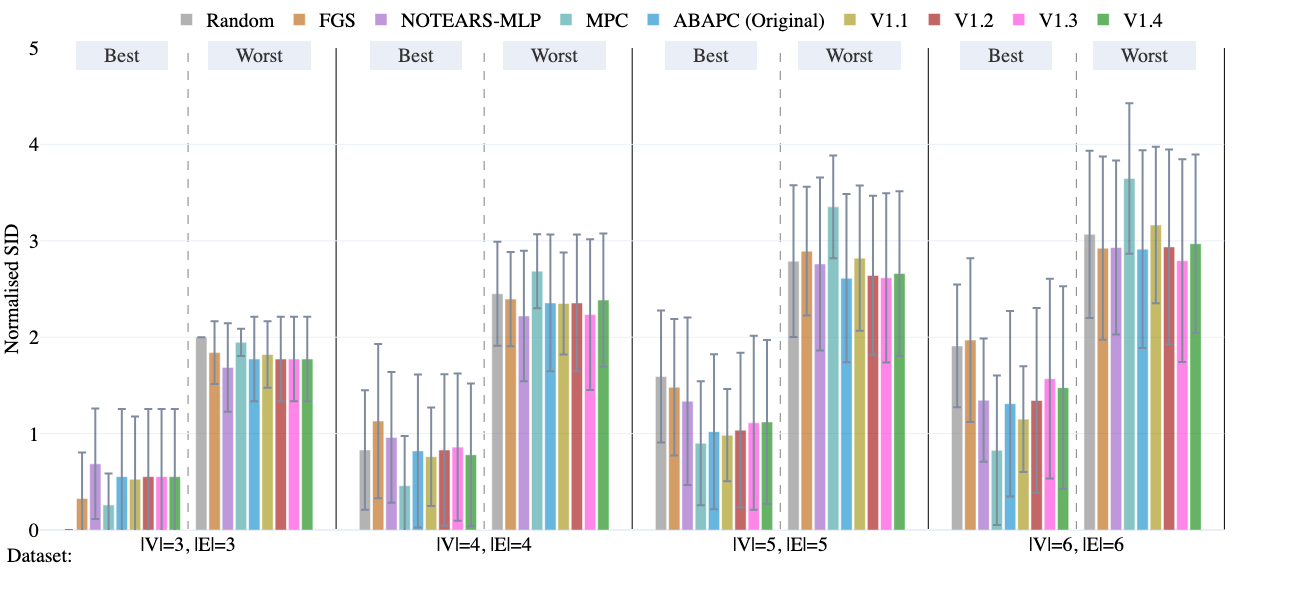 Random FGS NOTEARS-MLP MPC ABAPC (Original) V1.1 V1.2 V1.3 V1.4
Best Worst Best Worst Best Worst Best Worst
5
4
3
2
1
0
Normalised SID
|V|=3, |E|=3 |V|=4, |E|=4 |V|=5, |E|=5 |V|=6, |E|=6
Dataset: